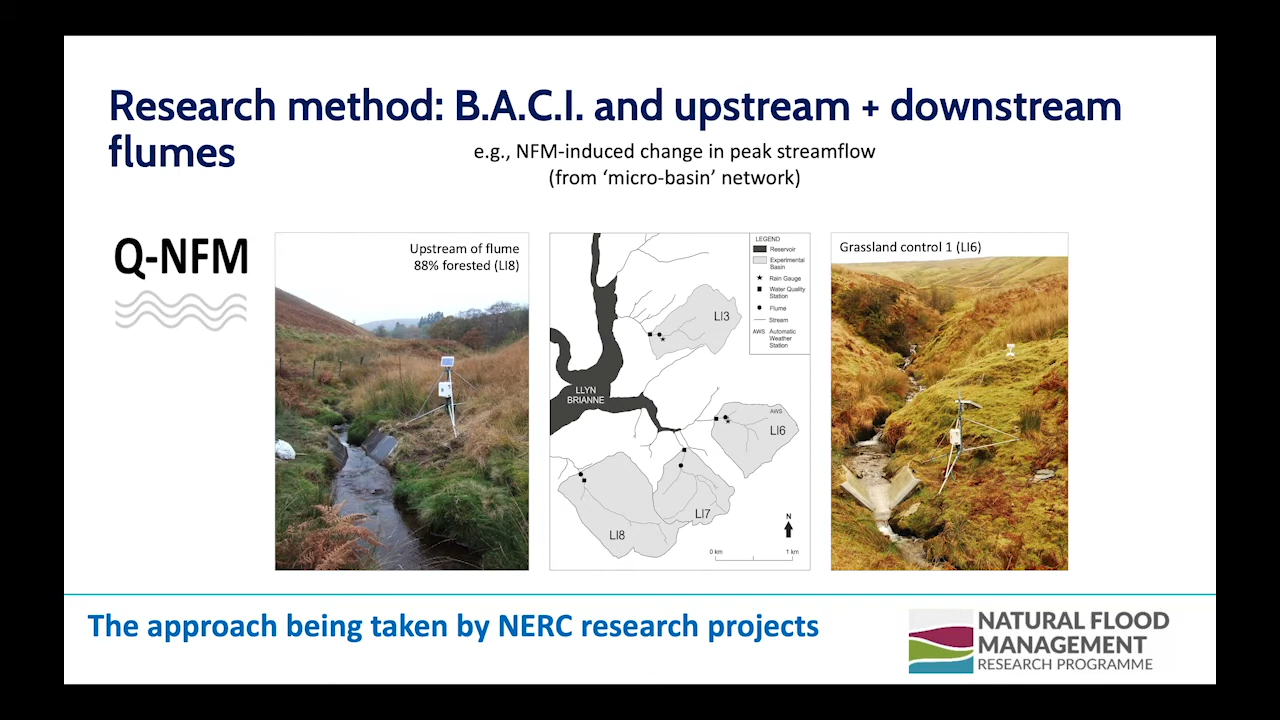 Research method: B.A.C.I. and upstream + downstream
flumes
e.g., NFM-induced change in peak streamflow
(from ‘micro-basin’ network)
Q-NFM
Upstream of flume
88% forested (LI8)
LEGEND
Reservoir
Experimental
Basin
Rain Gauge
Water Quality
Station
Flume
Stream
AWS Automatic
Weather
Station
LI3
LLYN
BRIANNE
AWS
LI6
LI7
LI8
N
0 km 1 km
Grassland control 1 (LI6)
The approach being taken by NERC research projects
NATURAL FLOOD
MANAGEMENT
RESEARCH PROGRAMME